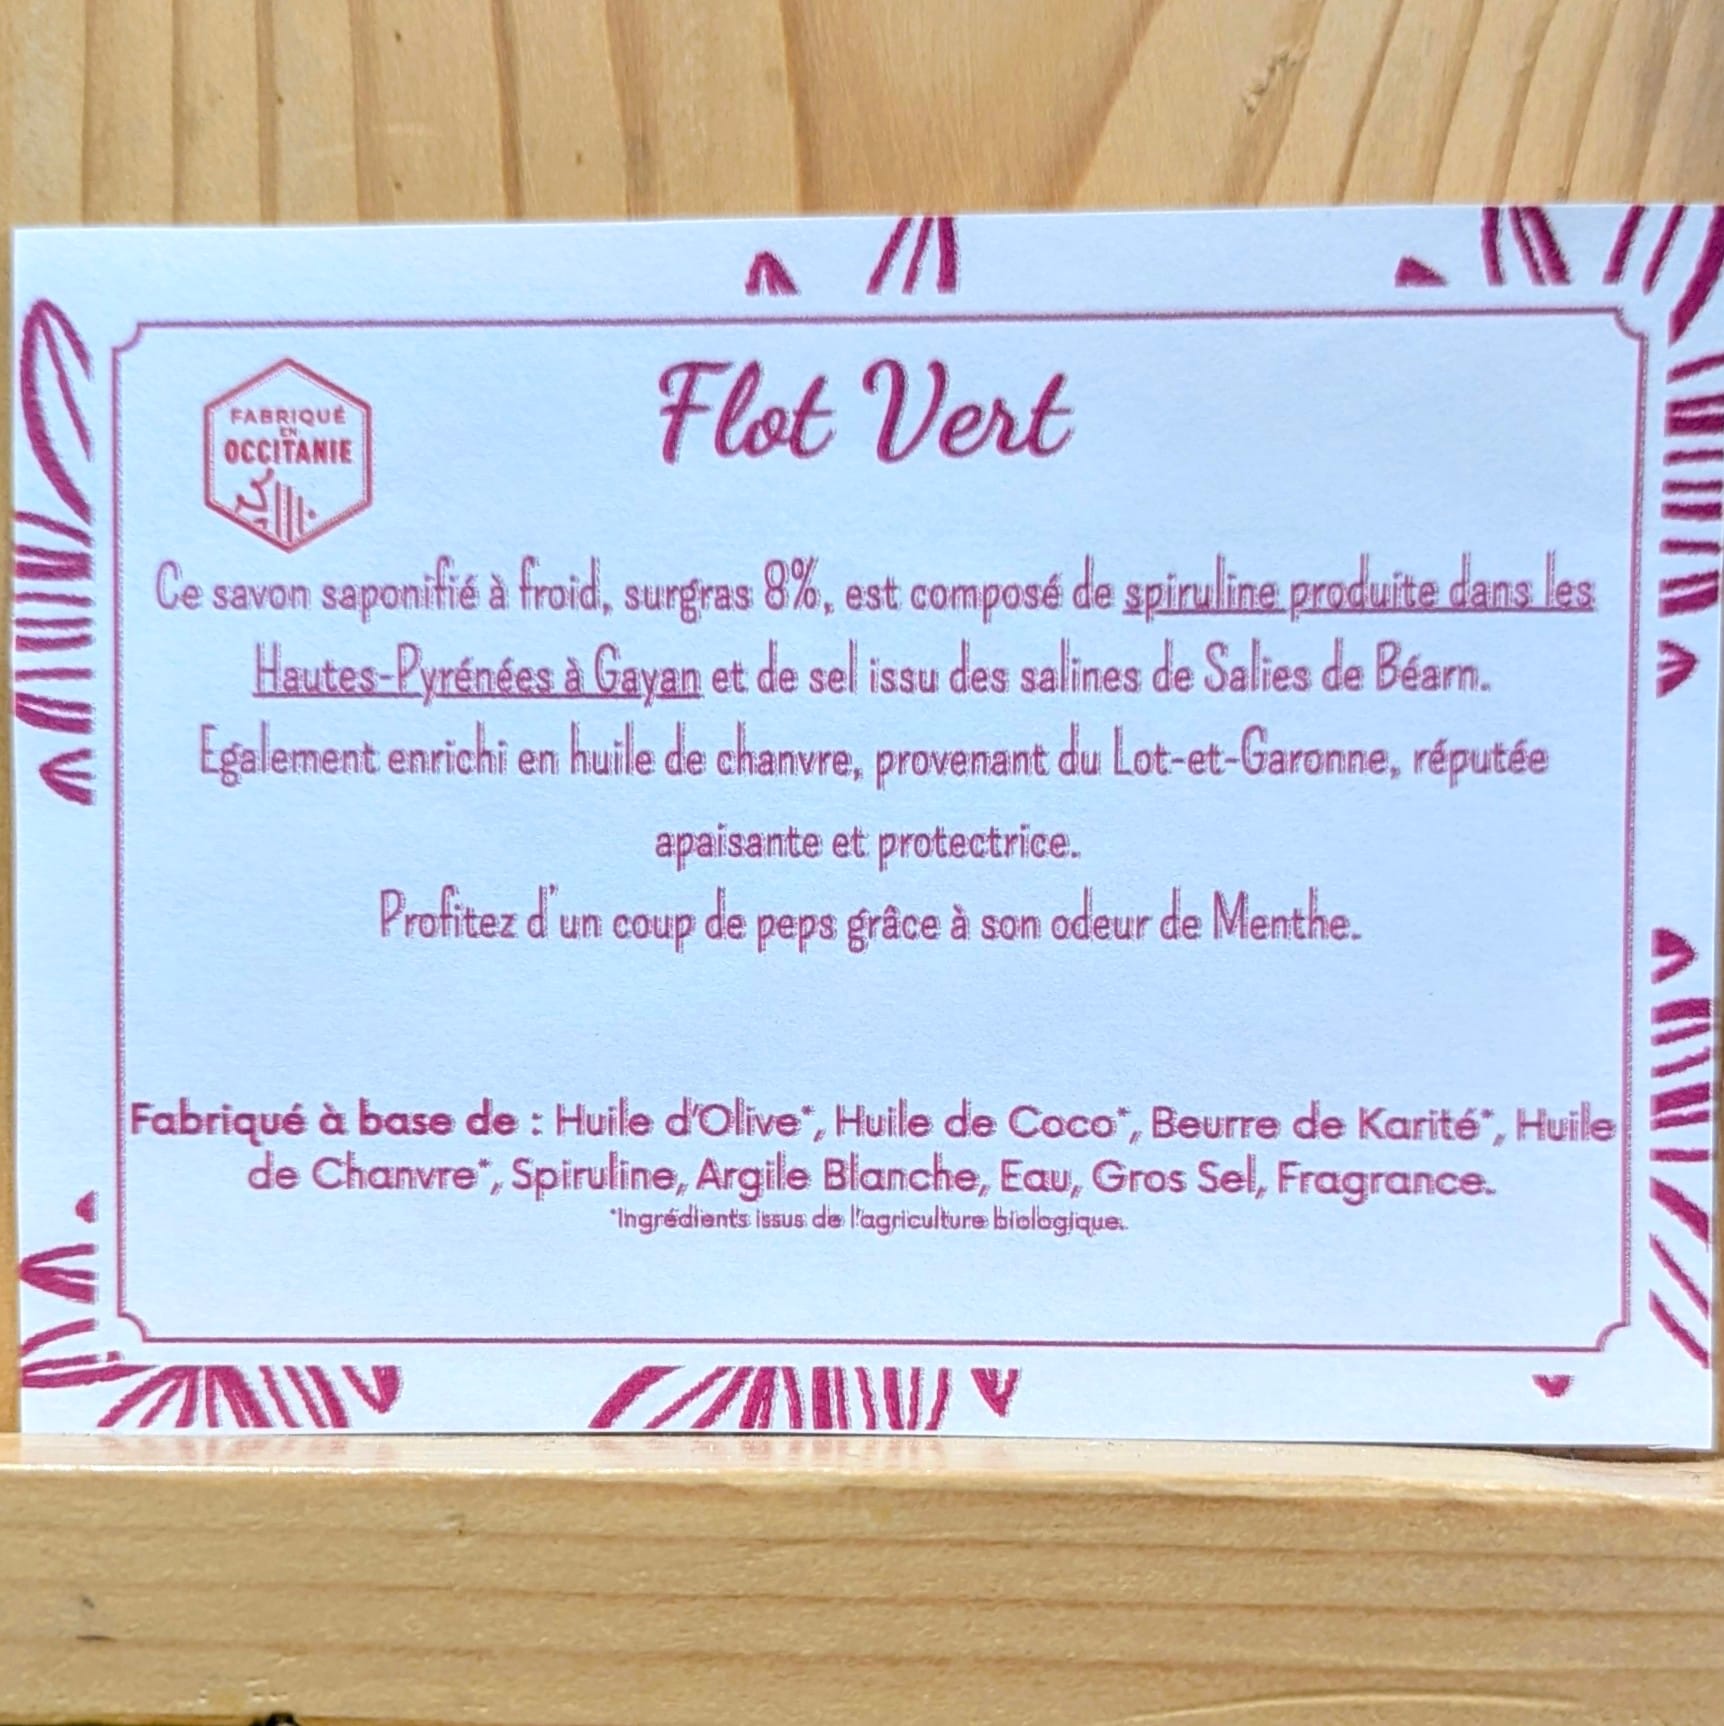 FABRIQUÉ
EN
OCCITANIE
Flot Vert
Ce savon saponifié à froid, surgras 8%, est composé de spiruline produite dans les
Hautes-Pyrénées à Gayan et de sel issu des salines de Salies de Béarn.
Egalement enrichi en huile de chanvre, provenant du Lot-et-Garonne, réputée
apaisante et protectrice.
Profitez d'un coup de peps grâce à son odeur de Menthe.
Fabriqué à base de : Huile d'Olive*, Huile de Coco*, Beurre de Karité*, Huile
de Chanvre*, Spiruline, Argile Blanche, Eau, Gros Sel, Fragrance.
*Ingrédients issus de l'agriculture biologique.